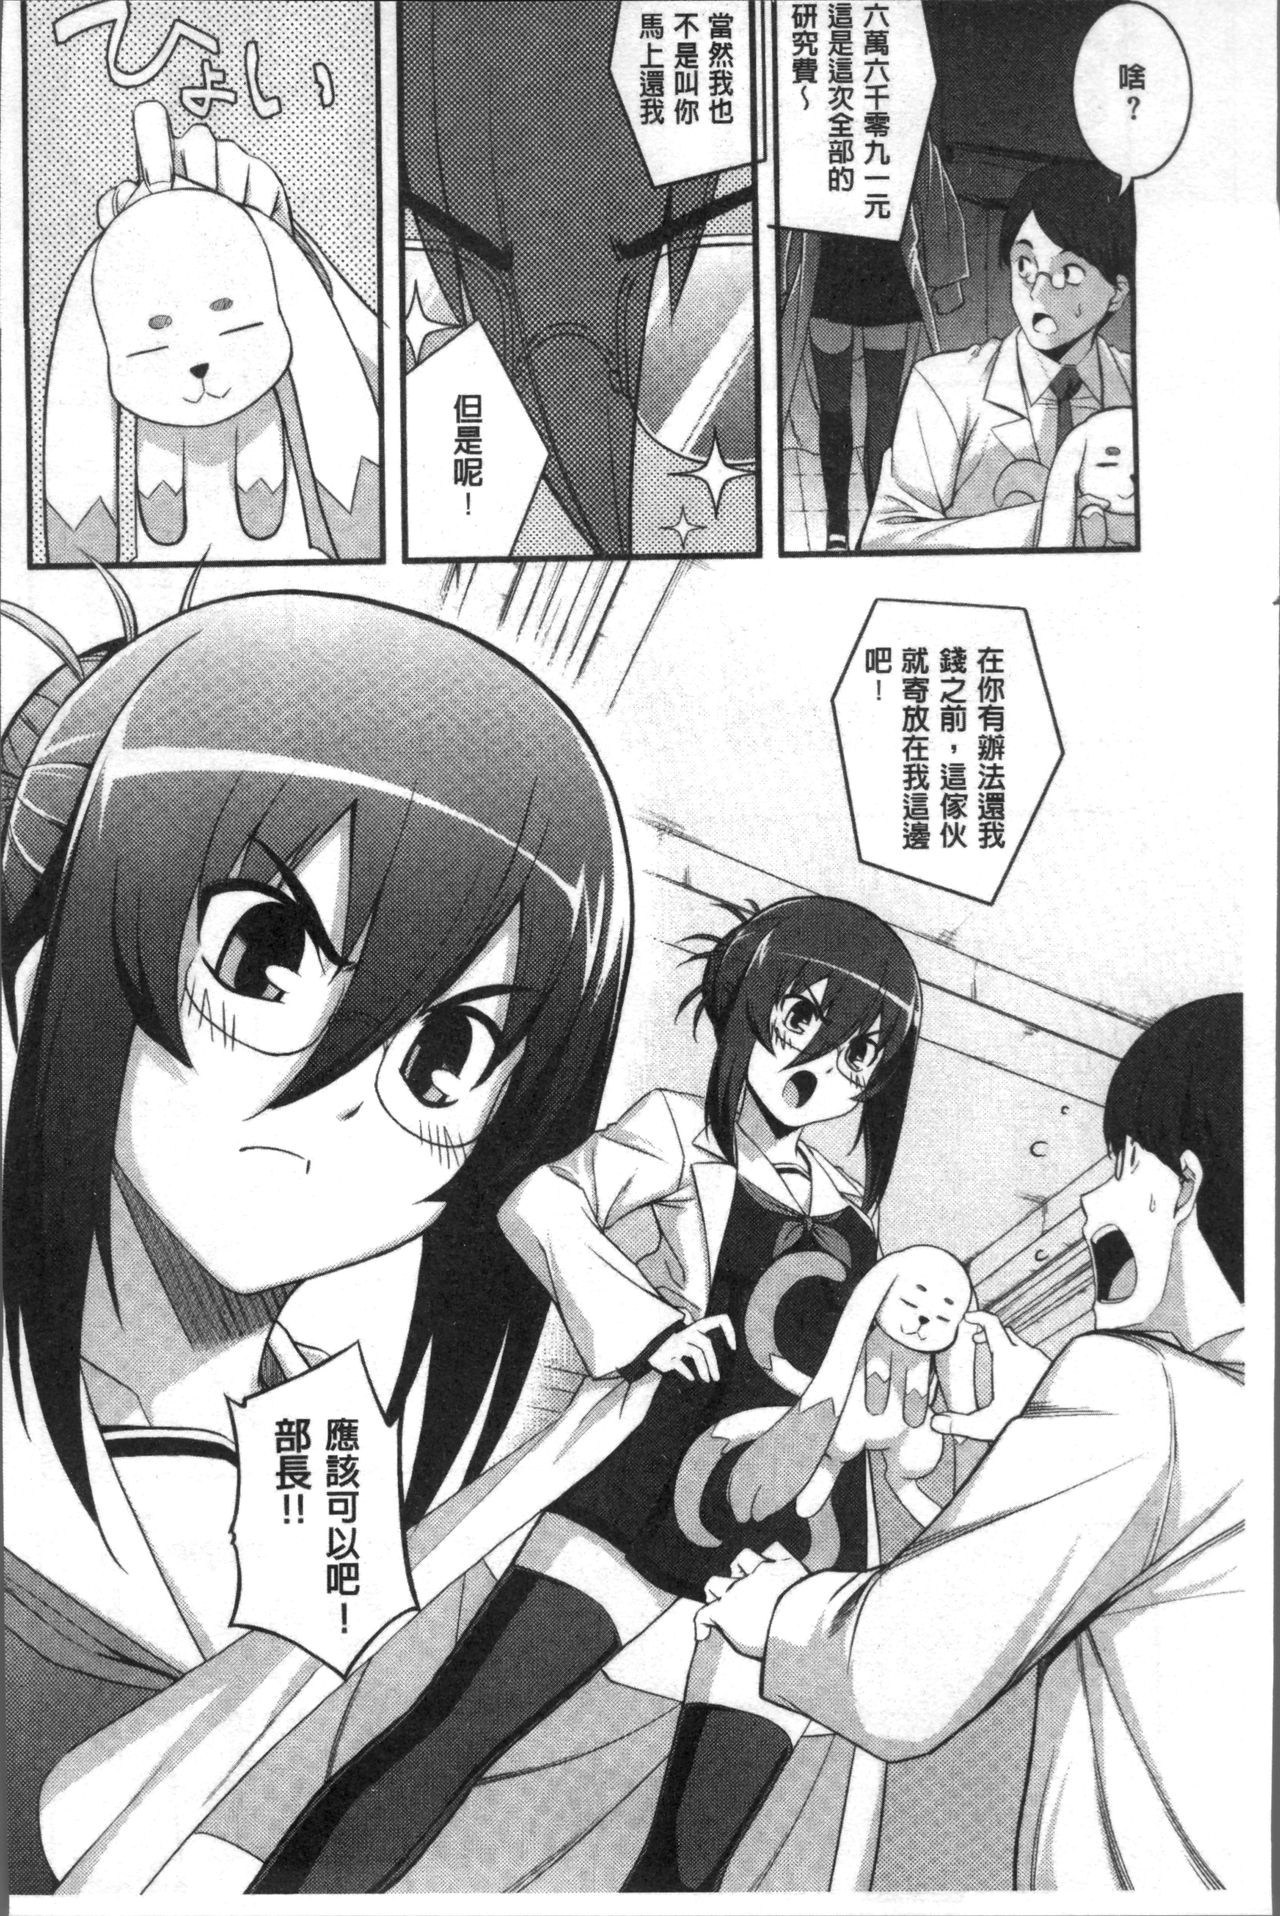 啥？
六萬六千零九一元
這是這次全部的
研究費～
當然我也
不是叫你
馬上還我
但是呢！
ひょい
在你有辦法還我
錢之前，這傢伙
就寄放在我這邊
吧！
應該可以吧！
部長!!